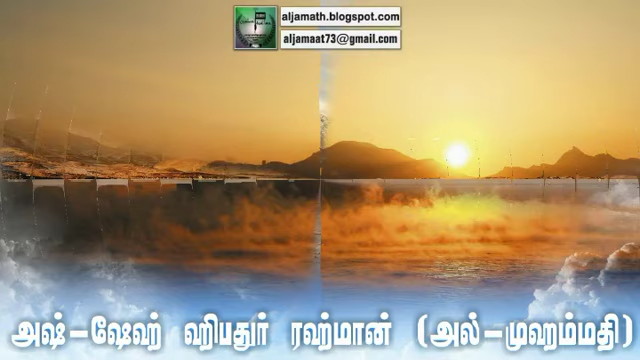 aljamath.blogspot.com
aljamaat73@gmail.com
அஷ்-ஷேஹ் ஹிபதுர் ரஹ்மான் (அல்-முஹம்மதி)